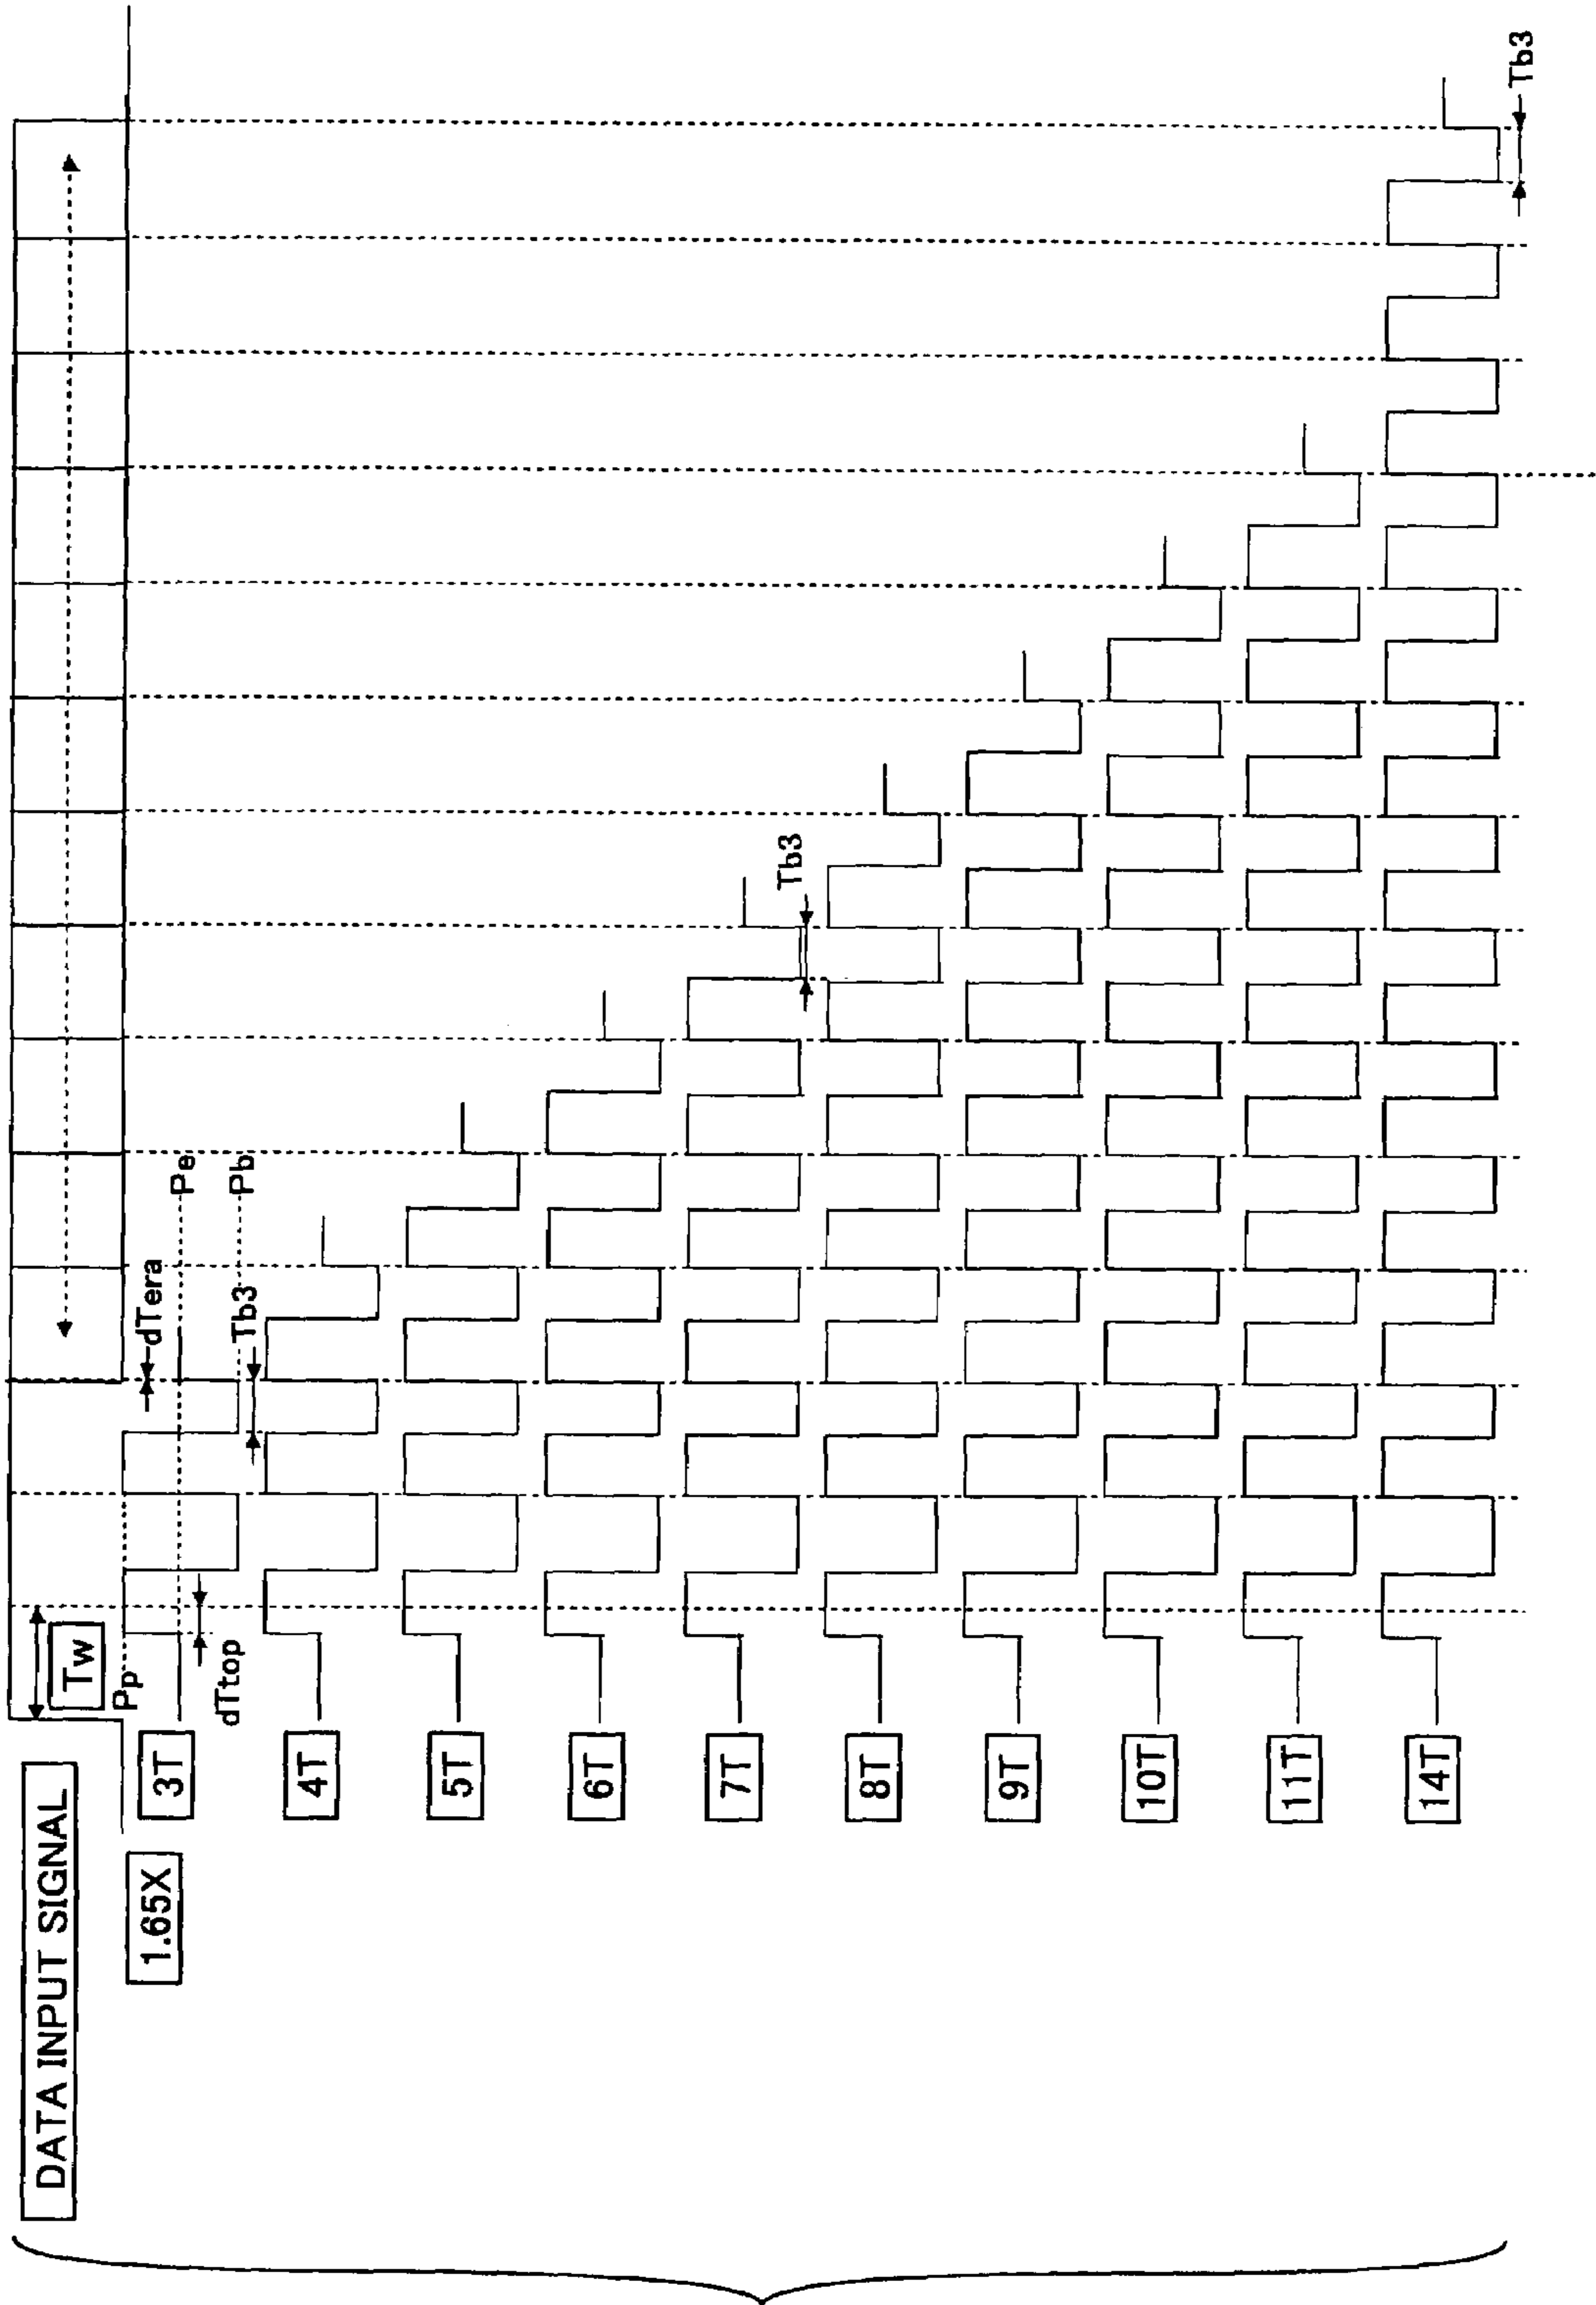 DATA INPUT SIGNAL
Tw
1.65X
Pp
3T
dTtop
dTera
Pe
Pb
Tb3
4T
5T
6T
7T
Tb3
8T
9T
10T
11T
14T
Tb3